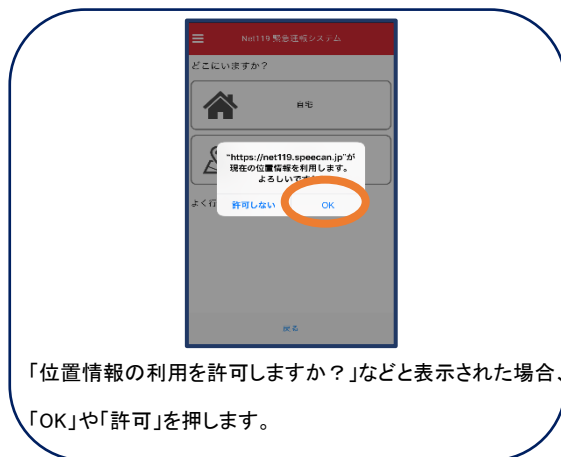 Net119 緊急通報システム
どこにいますか？
自宅
"https://net119.speecan.jp"が
現在の位置情報を利用します。
よろしいです
よく行
許可しない
OK
戻る
「位置情報の利用を許可しますか？」などと表示された場合、
「OK」や「許可」を押します。